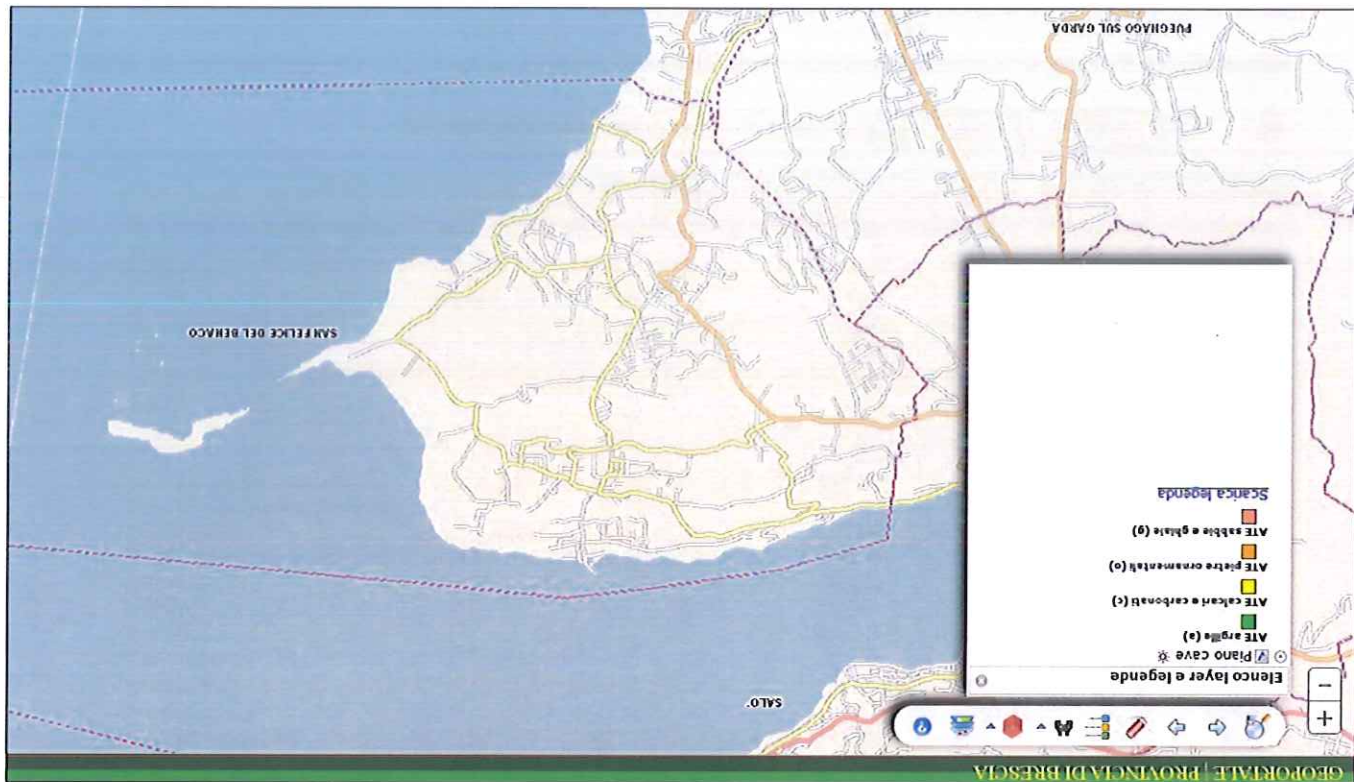 GEOPORTALE | PROVINCIA DI BRESCIA
Elenco layer e legende
Piano cave
ATE argille (a)
ATE calcari e carbonati (c)
ATE pietre ornamentali (o)
ATE sabbie e ghiaie (g)
Scarica legenda
SALO'
SAN FELICE DEL BENACO
PUEGNAGO SUL GARDA